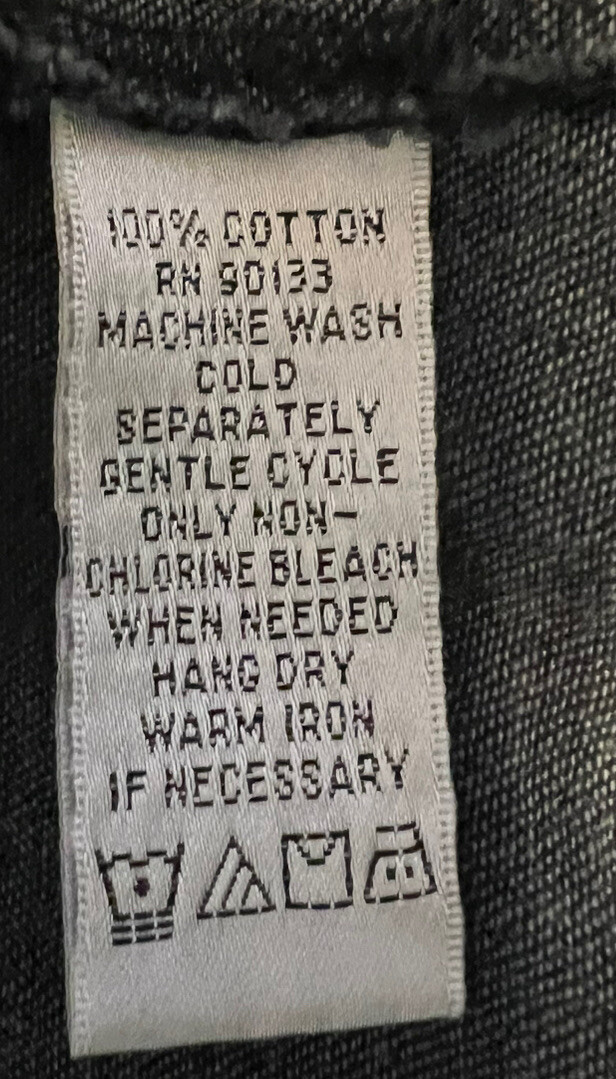 100% COTTON
RN 90133
MACHINE WASH
COLD
SEPARATELY
GENTLE CYCLE
ONLY NON-
CHLORINE BLEACH
WHEN NEEDED
HANG DRY
WARM IRON
IF NECESSARY